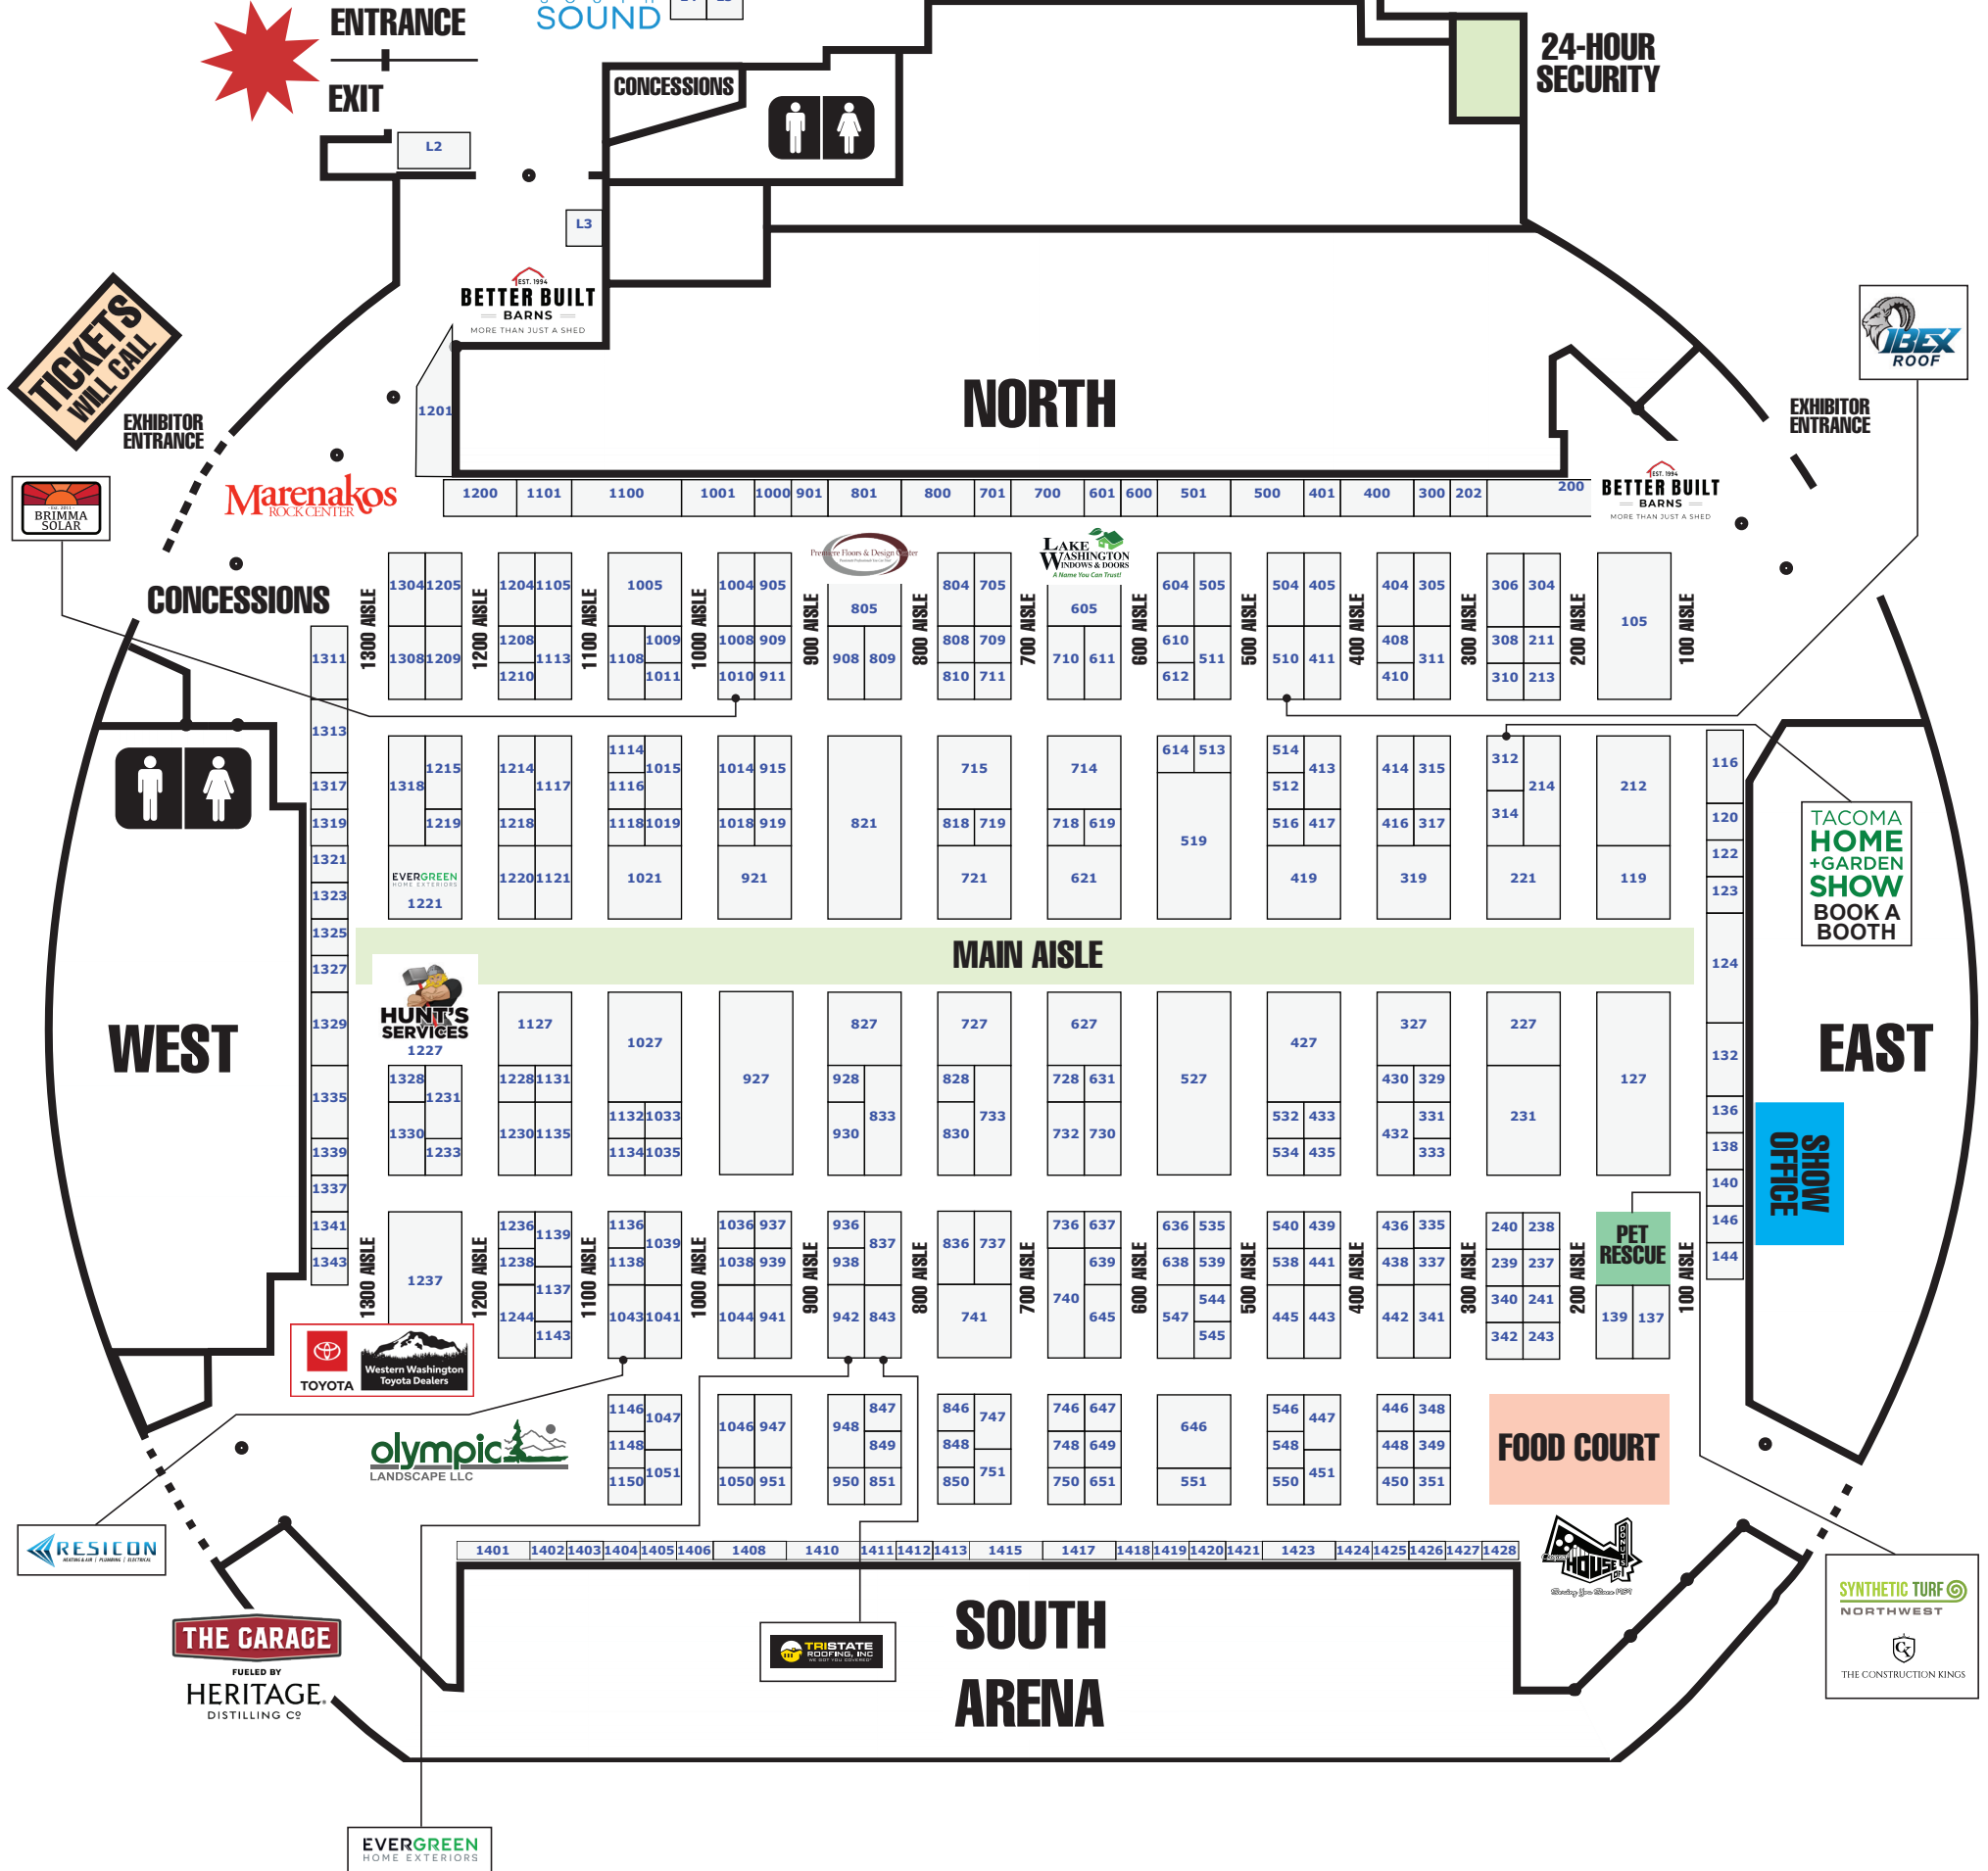 SOUND
ENTRANCE
EXIT
CONCESSIONS
24-HOUR
SECURITY
L2
L3
EST. 1994
BETTER BUILT
BARNS
MORE THAN JUST A SHED
TICKETS
WILL CALL
EXHIBITOR
ENTRANCE
1201
NORTH
IBEX
ROOF
EXHIBITOR
ENTRANCE
BRIMMA
SOLAR
MARENAKOS
ROCK CENTER
1200 1101 1100 1001 1000 901 801 800 701 700 601 600 501 500 401 400 300 202 200
EST. 1994
BETTER BUILT
BARNS
MORE THAN JUST A SHED
Premiere Floors & Design Center
LAKE
WASHINGTON
WINDOWS & DOORS
A Name You Can Trust!
CONCESSIONS
1300 AISLE
1200 AISLE
1100 AISLE
1000 AISLE
900 AISLE
800 AISLE
700 AISLE
600 AISLE
500 AISLE
400 AISLE
300 AISLE
200 AISLE
100 AISLE
1304 1205 1204 1105 1005 1004 905 805 804 705 605 604 505 504 405 404 305 306 304 105
1208 1009 1008 909 808 709 610 408 308 211
1311 1308 1209 1113 1108 908 809 710 611 511 510 411 311
1210 1011 1010 911 810 711 612 410 310 213
1313
1114 614 513 514 312 116
1215 1214 1015 1014 915 715 714 413 414 315
1317 1318 1117 1116 512 214 212
1319 1219 1218 1118 1019 1018 919 821 818 719 718 619 519 516 417 416 317 314 120
1321 1220 1121 1021 921 721 621 419 319 221 119 122
EVERGREEN
HOME EXTERIORS
1323 1221 123
TACOMA
HOME
+GARDEN
SHOW
BOOK A
BOOTH
1325
MAIN AISLE
1327 124
HUNT'S
SERVICES
1227
WEST
EAST
1329 1127 1027 827 727 627 427 327 227 132
1328 1228 1131 927 928 828 728 631 527 430 329 127
1335 1231 1132 1033 833 733 532 433 331 231 136
1330 1230 1135 930 830 732 730 432
1339 1233 1134 1035 534 435 333 138
SHOW
OFFICE
1337 140
1341 1236 1139 1136 1036 937 936 736 637 636 535 540 439 436 335 240 238 146
PET
RESCUE
1039 837 836 737
1343 1238 1138 1038 939 938 639 638 539 538 441 438 337 239 237 144
1300 AISLE
1200 AISLE
1100 AISLE
1000 AISLE
900 AISLE
800 AISLE
700 AISLE
600 AISLE
500 AISLE
400 AISLE
300 AISLE
200 AISLE
100 AISLE
1237 1137 740 544 340 241
1244 1043 1041 1044 941 942 843 741 645 547 445 443 442 341 139 137
1143 545 342 243
TOYOTA
Western Washington
Toyota Dealers
1146 1047 847 846 747 746 647 546 447 446 348
1046 947 948 646
1148 849 848 748 649 548 448 349
1150 1051 1050 951 950 851 850 751 750 651 551 550 451 450 351
FOOD COURT
olympic
LANDSCAPE LLC
RESICON
HEATING & AIR | PLUMBING | ELECTRICAL
1401 1402 1403 1404 1405 1406 1408 1410 1411 1412 1413 1415 1417 1418 1419 1420 1421 1423 1424 1425 1426 1427 1428
HOUSE
SYNTHETIC TURF
NORTHWEST
CK
THE CONSTRUCTION KINGS
THE GARAGE
FUELED BY
HERITAGE
DISTILLING CO
TRISTATE
ROOFING, INC
WE GOT YOU COVERED
SOUTH
ARENA
EVERGREEN
HOME EXTERIORS